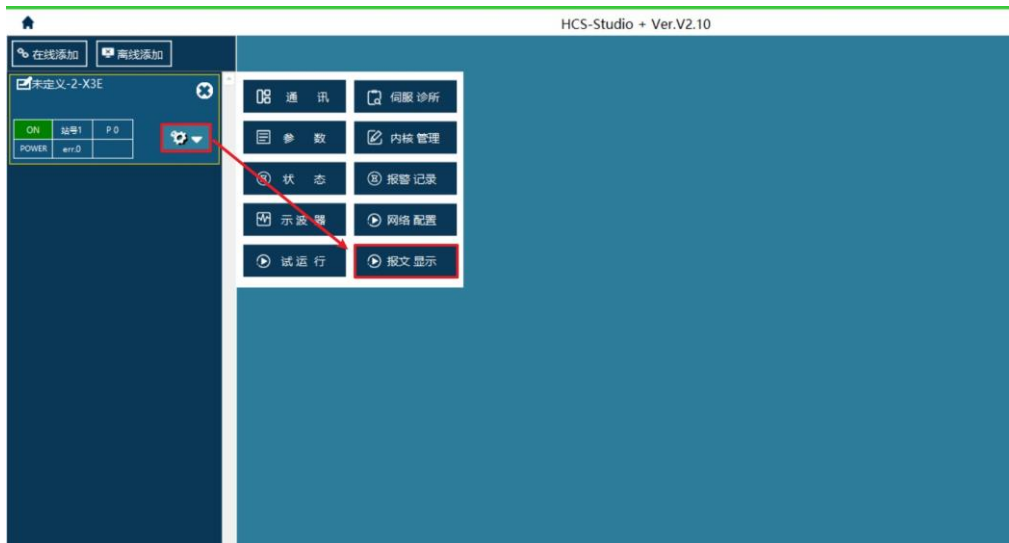 HCS-Studio + Ver.V2.10
在线添加 离线添加
未定义-2-X3E
ON 站号1 P 0
POWER err.0
通 讯 伺服 诊所
参 数 内核 管理
状 态 报警 记录
示 波 器 网络 配置
试 运 行 报文 显示